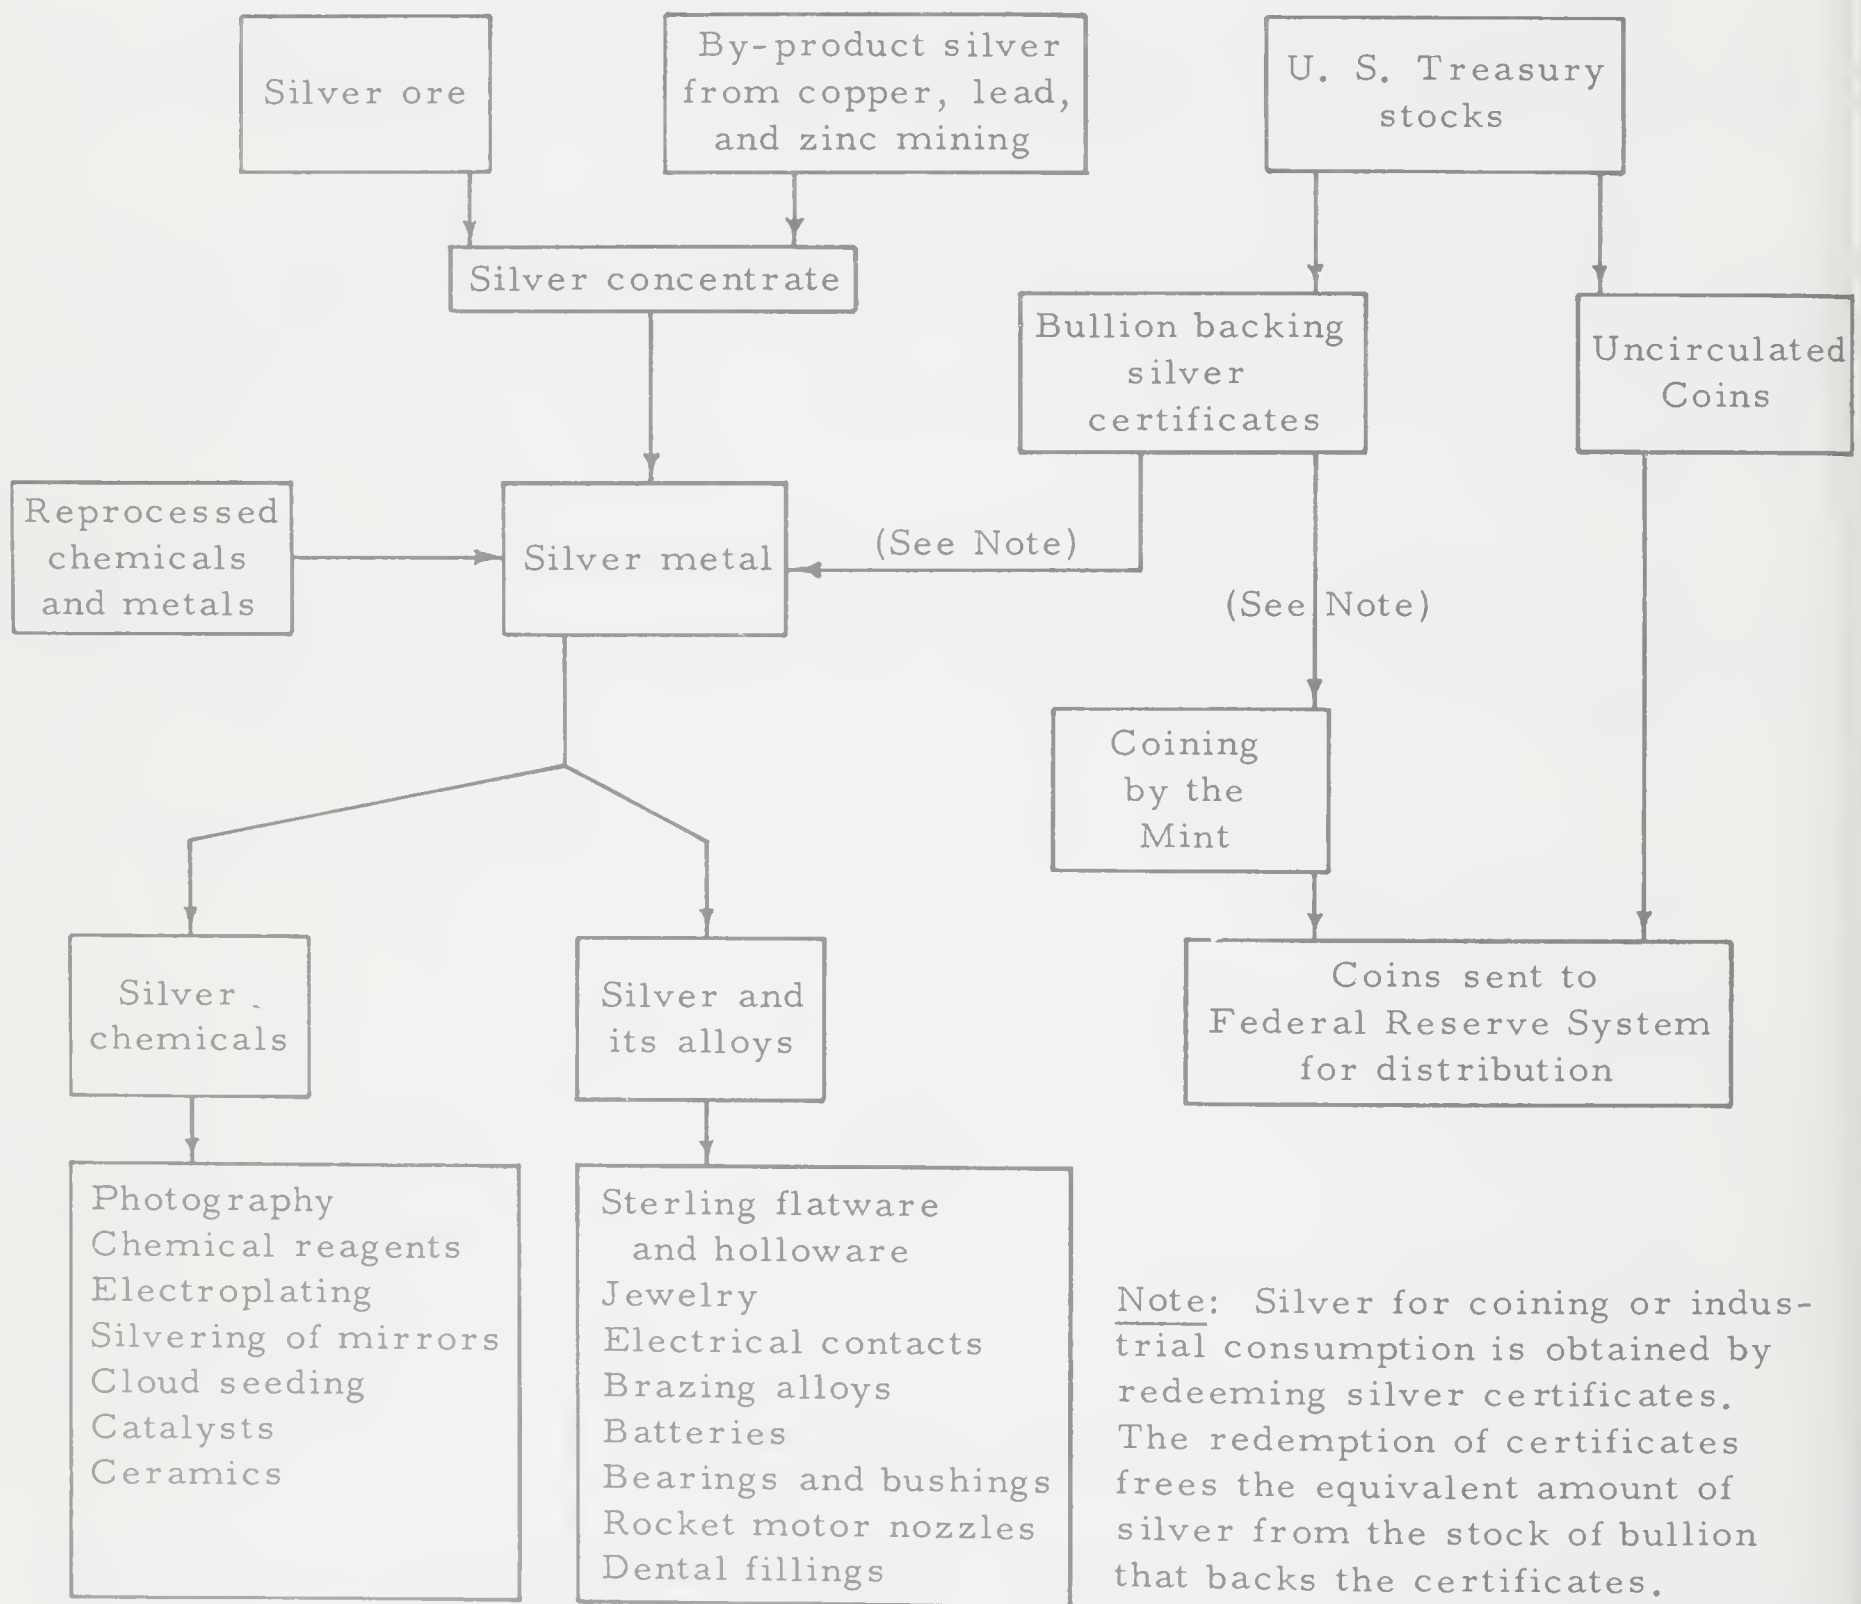 Silver ore
By-product silver
from copper, lead,
and zinc mining
U. S. Treasury
stocks
Silver concentrate
Bullion backing
silver
certificates
Uncirculated
Coins
Reprocessed
chemicals
and metals
Silver metal
(See Note)
(See Note)
Coining
by the
Mint
Silver
chemicals
Silver and
its alloys
Coins sent to
Federal Reserve System
for distribution
Photography
Chemical reagents
Electroplating
Silvering of mirrors
Cloud seeding
Catalysts
Ceramics
Sterling flatware
and holloware
Jewelry
Electrical contacts
Brazing alloys
Batteries
Bearings and bushings
Rocket motor nozzles
Dental fillings
Note: Silver for coining or indus-
trial consumption is obtained by
redeeming silver certificates.
The redemption of certificates
frees the equivalent amount of
silver from the stock of bullion
that backs the certificates.